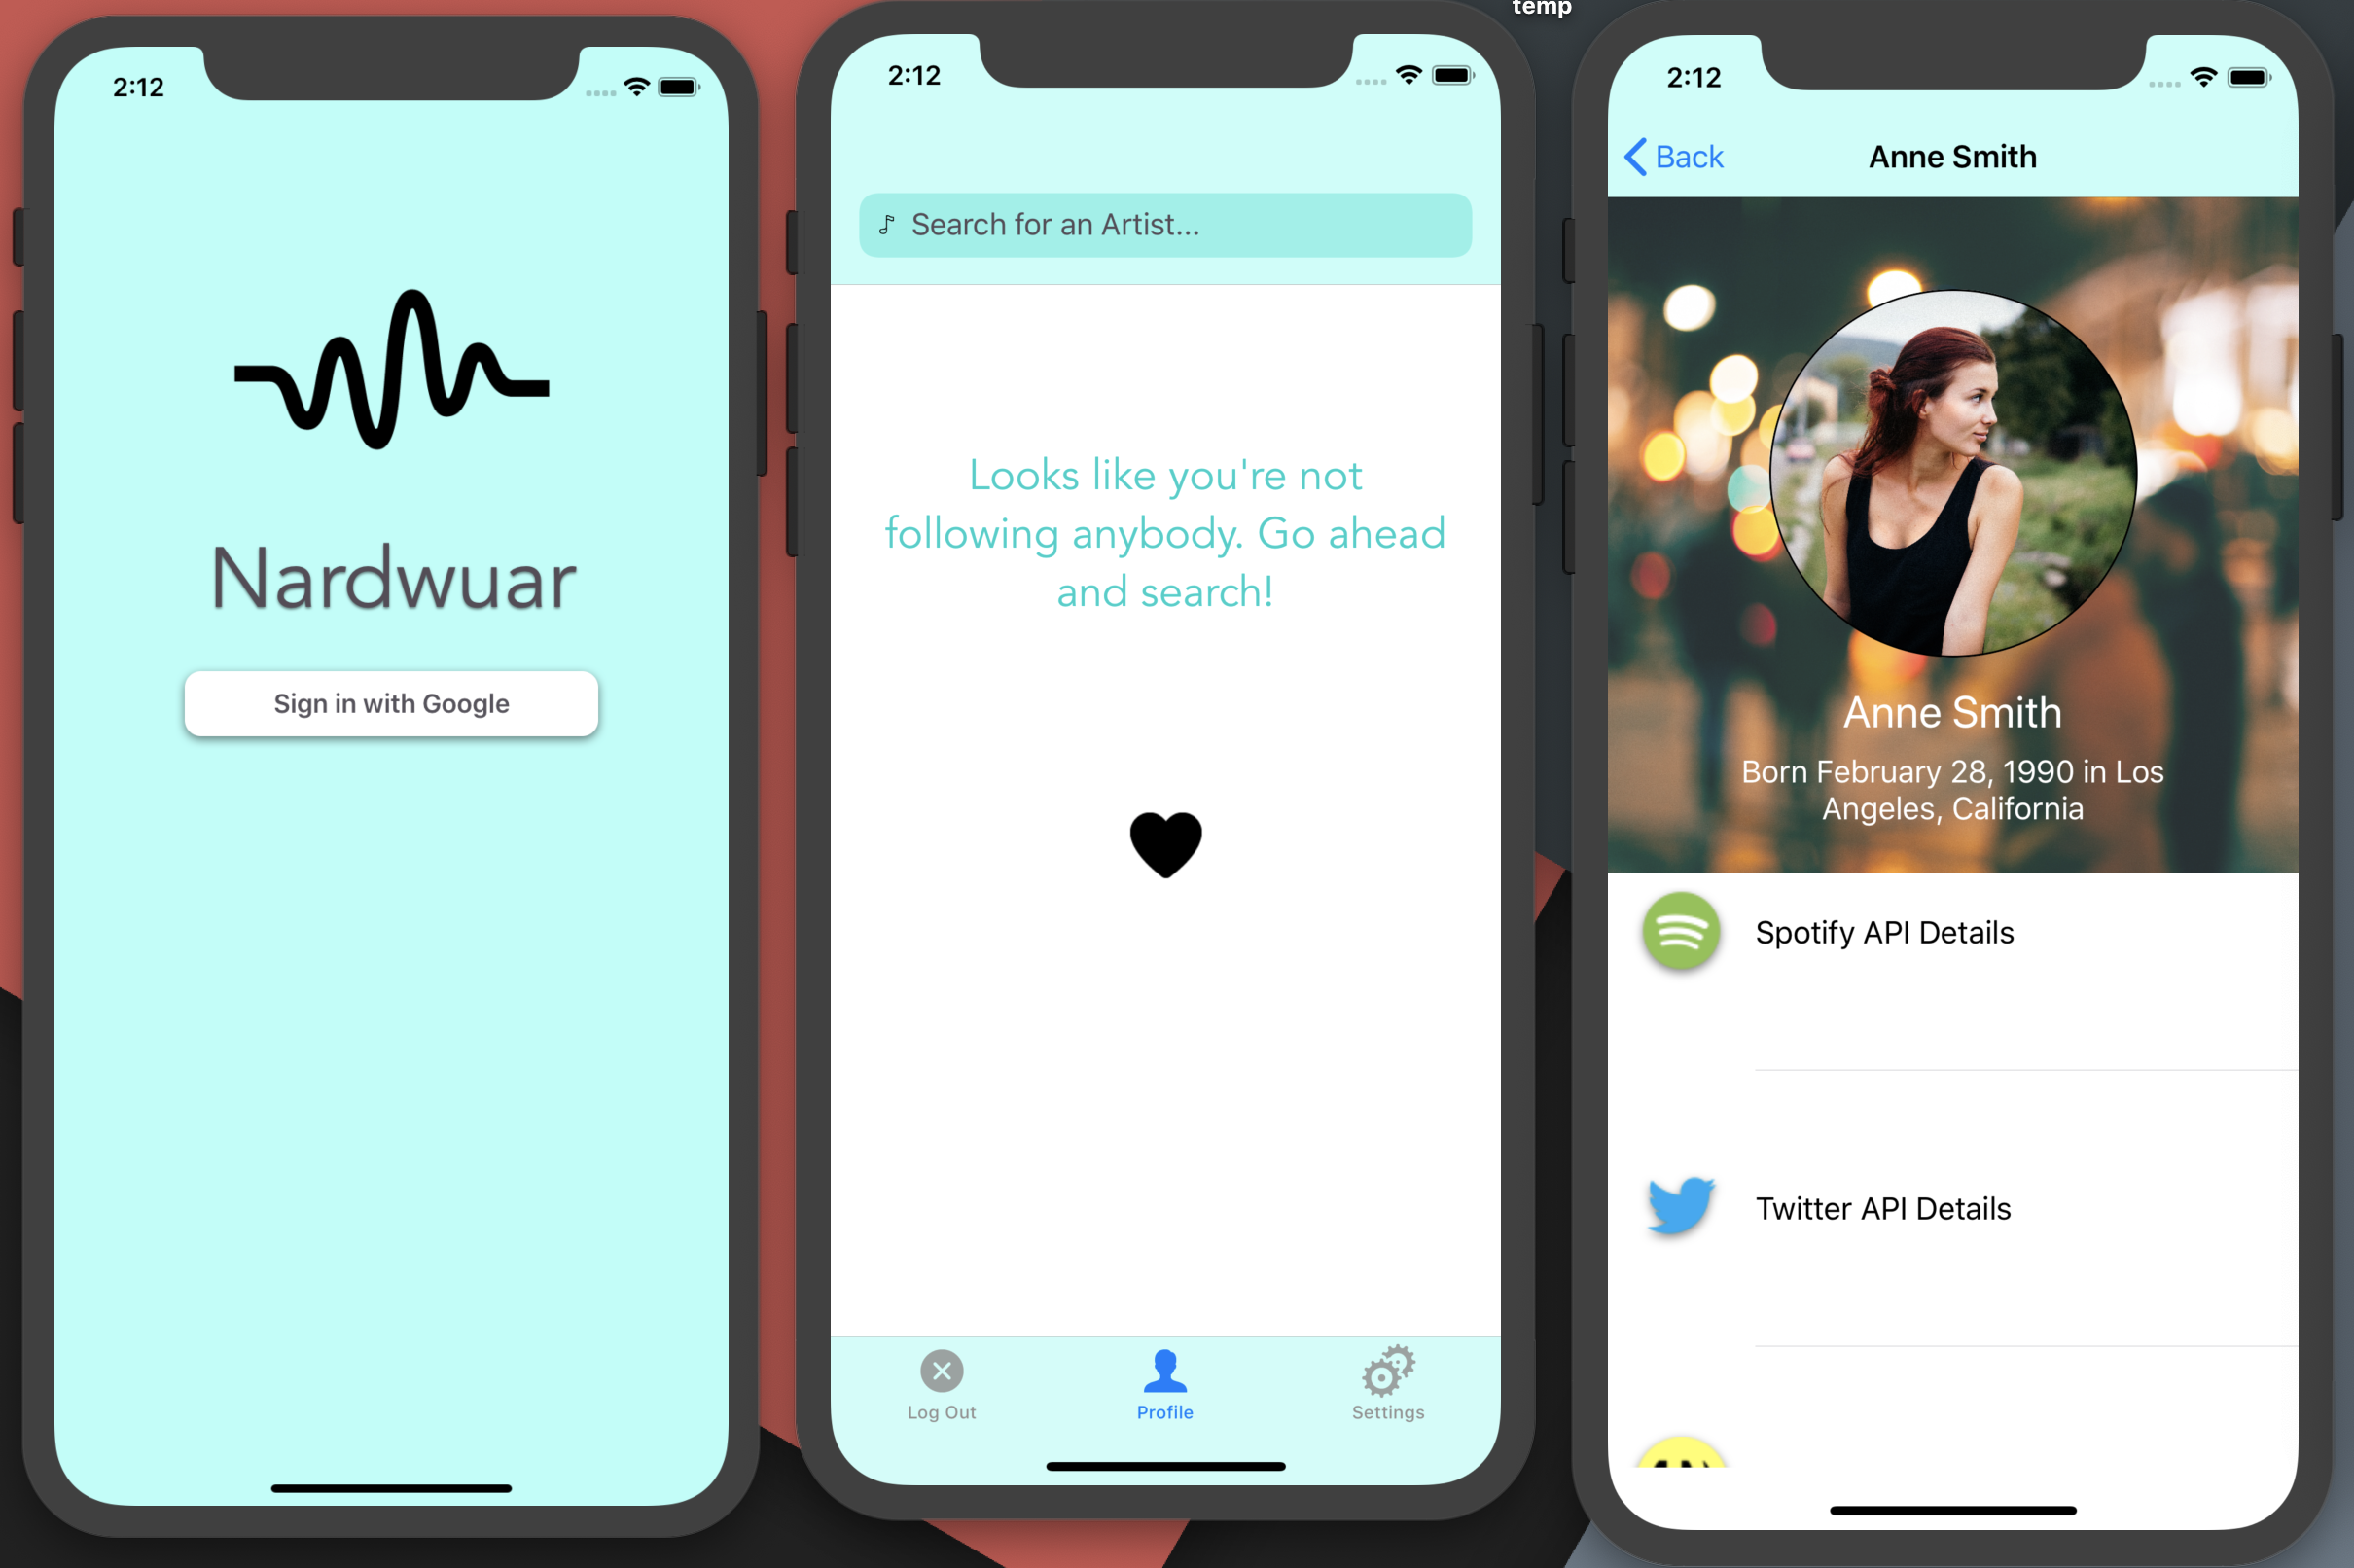 temp
2:12
Nardwuar
Sign in with Google
2:12
Search for an Artist...
Looks like you're not
following anybody. Go ahead
and search!
Log Out
Profile
Settings
2:12
Back
Anne Smith
Anne Smith
Born February 28, 1990 in Los
Angeles, California
Spotify API Details
Twitter API Details